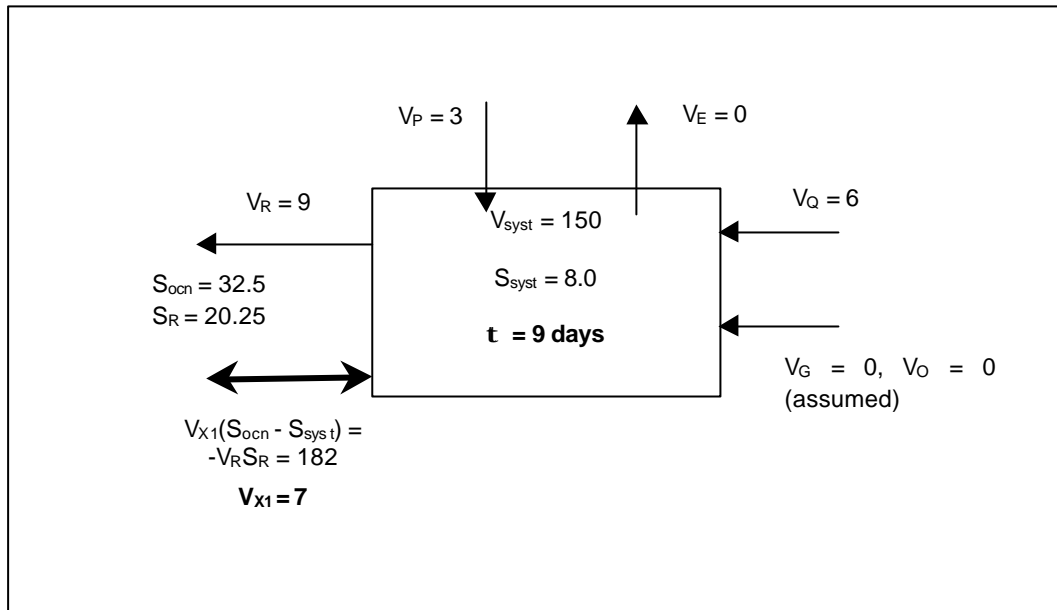 V_P = 3
V_E = 0
V_R = 9
V_Q = 6
V_syst = 150
S_ocn = 32.5
S_R = 20.25
S_syst = 8.0
t = 9 days
V_G = 0, V_O = 0
(assumed)
V_X1(S_ocn - S_syst) =
-V_RS_R = 182
V_X1 = 7